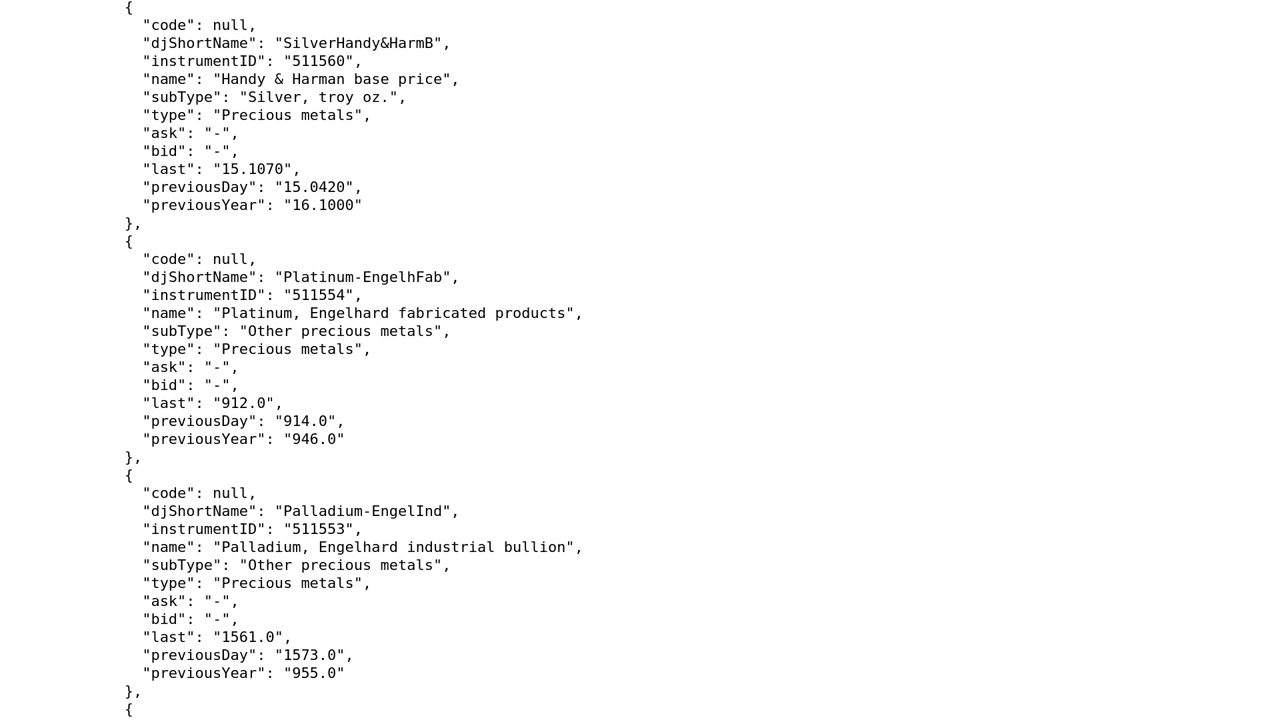 {
"code": null,
"djShortName": "SilverHandy&HarmB",
"instrumentID": "511560",
"name": "Handy & Harman base price",
"subType": "Silver, troy oz.",
"type": "Precious metals",
"ask": "-",
"bid": "-",
"last": "15.1070",
"previousDay": "15.0420",
"previousYear": "16.1000"
},
{
"code": null,
"djShortName": "Platinum-EngelhFab",
"instrumentID": "511554",
"name": "Platinum, Engelhard fabricated products",
"subType": "Other precious metals",
"type": "Precious metals",
"ask": "-",
"bid": "-",
"last": "912.0",
"previousDay": "914.0",
"previousYear": "946.0"
},
{
"code": null,
"djShortName": "Palladium-EngelInd",
"instrumentID": "511553",
"name": "Palladium, Engelhard industrial bullion",
"subType": "Other precious metals",
"type": "Precious metals",
"ask": "-",
"bid": "-",
"last": "1561.0",
"previousDay": "1573.0",
"previousYear": "955.0"
},
{